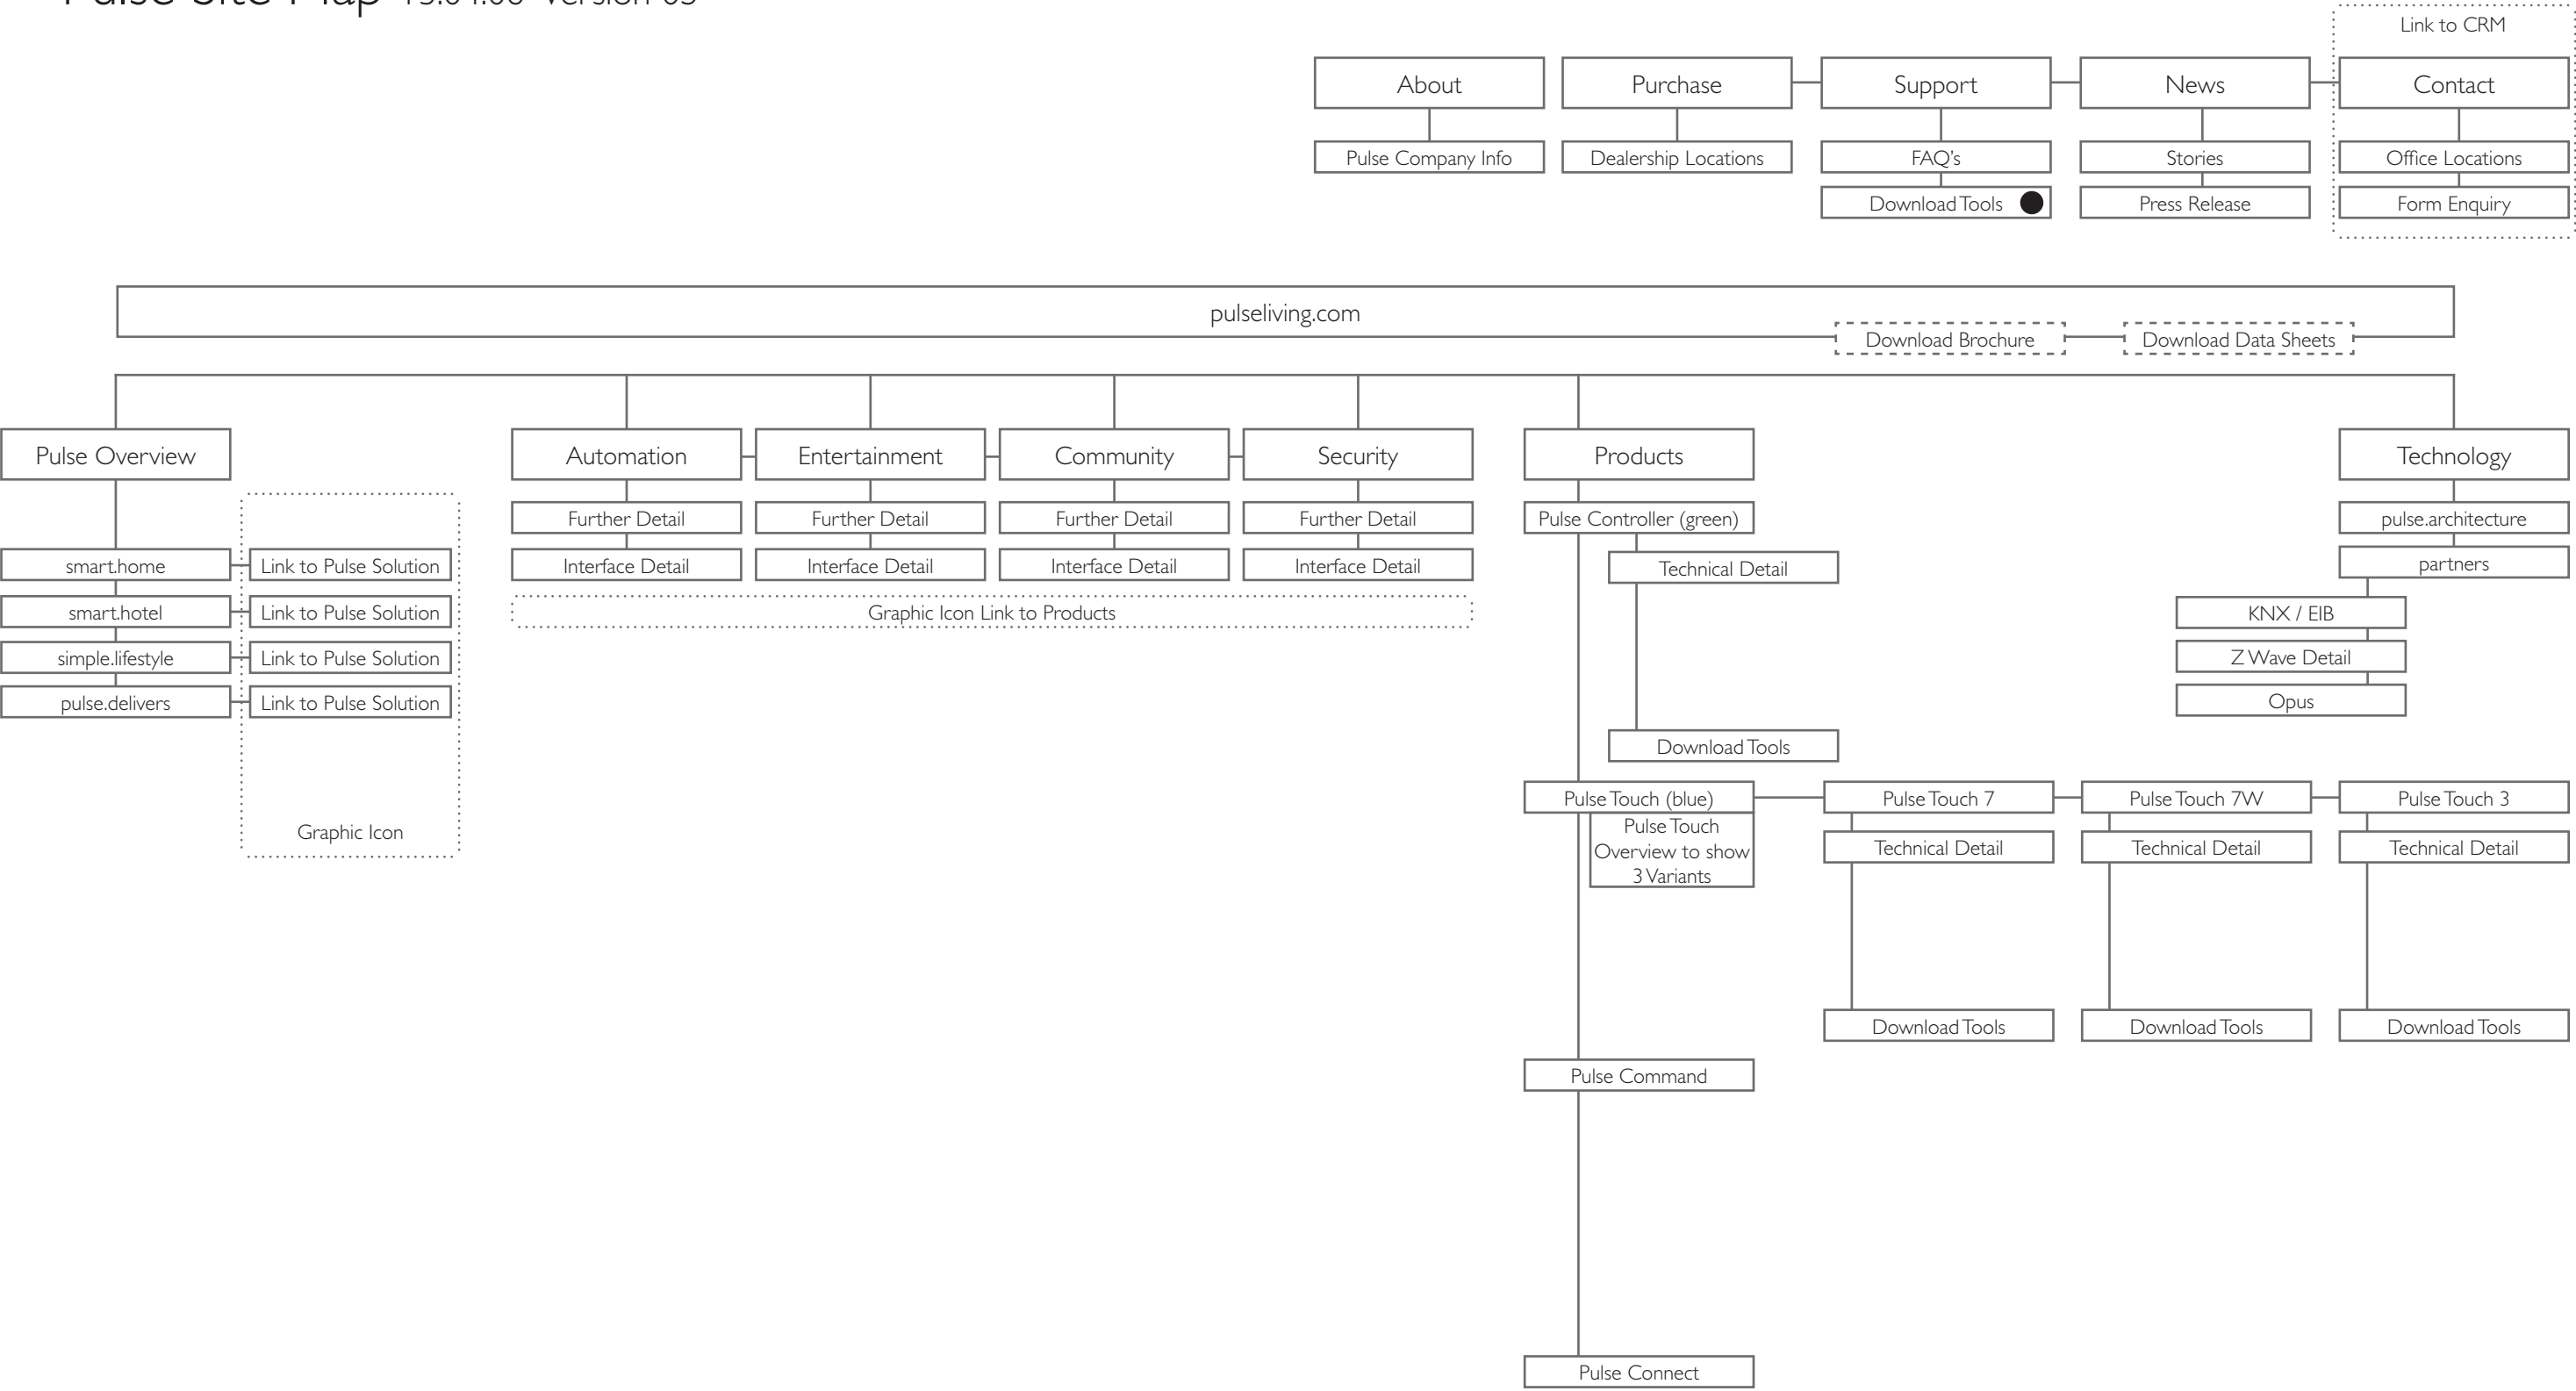 Pulse Site Map
Link to CRM
About
Purchase
Support
News
Contact
Pulse Company Info
Dealership Locations
FAQ's
Stories
Office Locations
Download Tools
Press Release
Form Enquiry
pulseliving.com
Download Brochure
Download Data Sheets
Pulse Overview
Automation
Entertainment
Community
Security
Products
Technology
Further Detail
Further Detail
Further Detail
Further Detail
Pulse Controller (green)
pulse.architecture
smart.home
Link to Pulse Solution
Interface Detail
Interface Detail
Interface Detail
Interface Detail
Technical Detail
partners
smart.hotel
Link to Pulse Solution
Graphic Icon Link to Products
KNX / EIB
simple.lifestyle
Link to Pulse Solution
Z Wave Detail
pulse.delivers
Link to Pulse Solution
Opus
Download Tools
Graphic Icon
Pulse Touch (blue)
Pulse Touch 7
Pulse Touch 7W
Pulse Touch 3
Pulse Touch
Overview to show
3 Variants
Technical Detail
Technical Detail
Technical Detail
Download Tools
Download Tools
Download Tools
Pulse Command
Pulse Connect